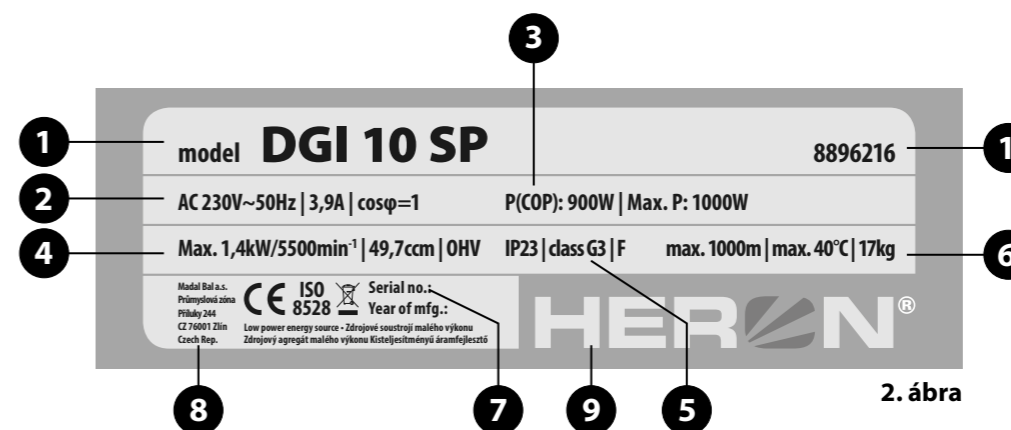 3
1 model DGI 10 SP 8896216 1
2 AC 230V~50Hz | 3,9A | cosφ=1 P(COP): 900W | Max. P: 1000W
4 Max. 1,4kW/5500min⁻¹ | 49,7ccm | OHV IP23 | class G3 | F max. 1000m | max. 40°C | 17kg 6
Madal Bal a.s.
Průmyslová zóna
Příluky 244
CZ 76001 Zlín
Czech Rep.
CE ISO 8528
Serial no.:
Year of mfg.:
Low power energy source • Zdrojové soustrojí malého výkonu
Zdrojový agregát malého výkonu Kisteljesítményű áramfejlesztő
HERON®
8 7 9 5
2. ábra